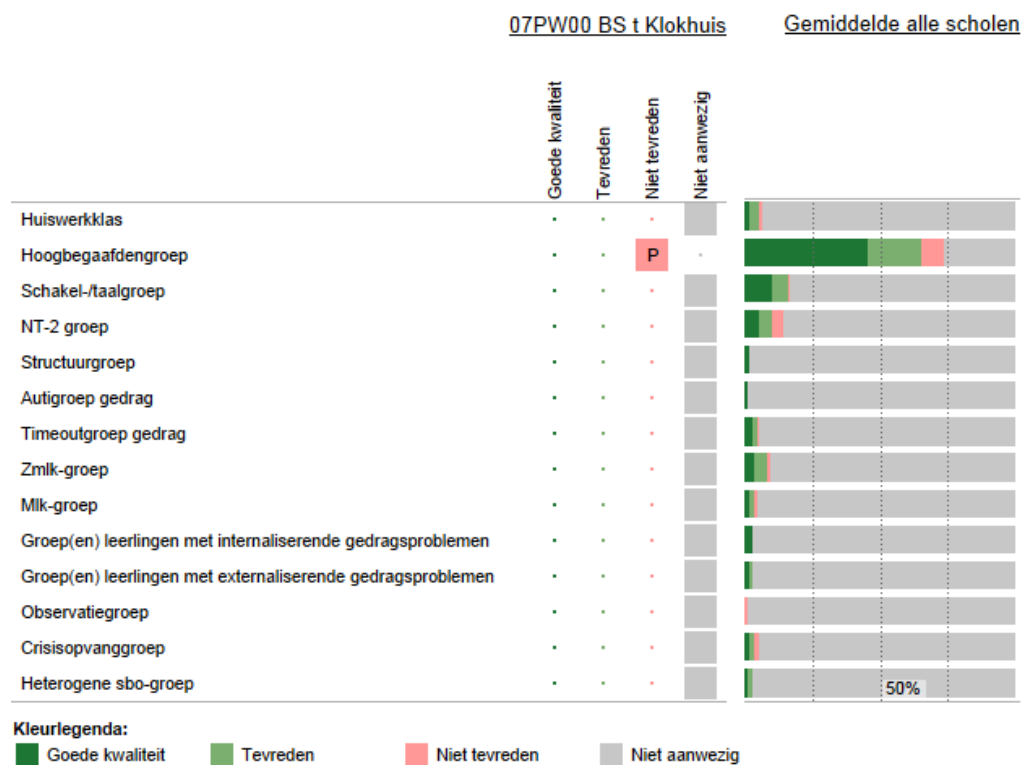 07PW00 BS t Klokhuis Gemiddelde alle scholen
Goede kwaliteit
Tevreden
Niet tevreden
Niet aanwezig
Huiswerkklas
Hoogbegaafdengroep P
Schakel-/taalgroep
NT-2 groep
Structuurgroep
Autigroep gedrag
Timeoutgroep gedrag
Zmlk-groep
Mlk-groep
Groep(en) leerlingen met internaliserende gedragsproblemen
Groep(en) leerlingen met externaliserende gedragsproblemen
Observatiegroep
Crisisopvanggroep
Heterogene sbo-groep 50%
Kleurlegenda:
Goede kwaliteit Tevreden Niet tevreden Niet aanwezig